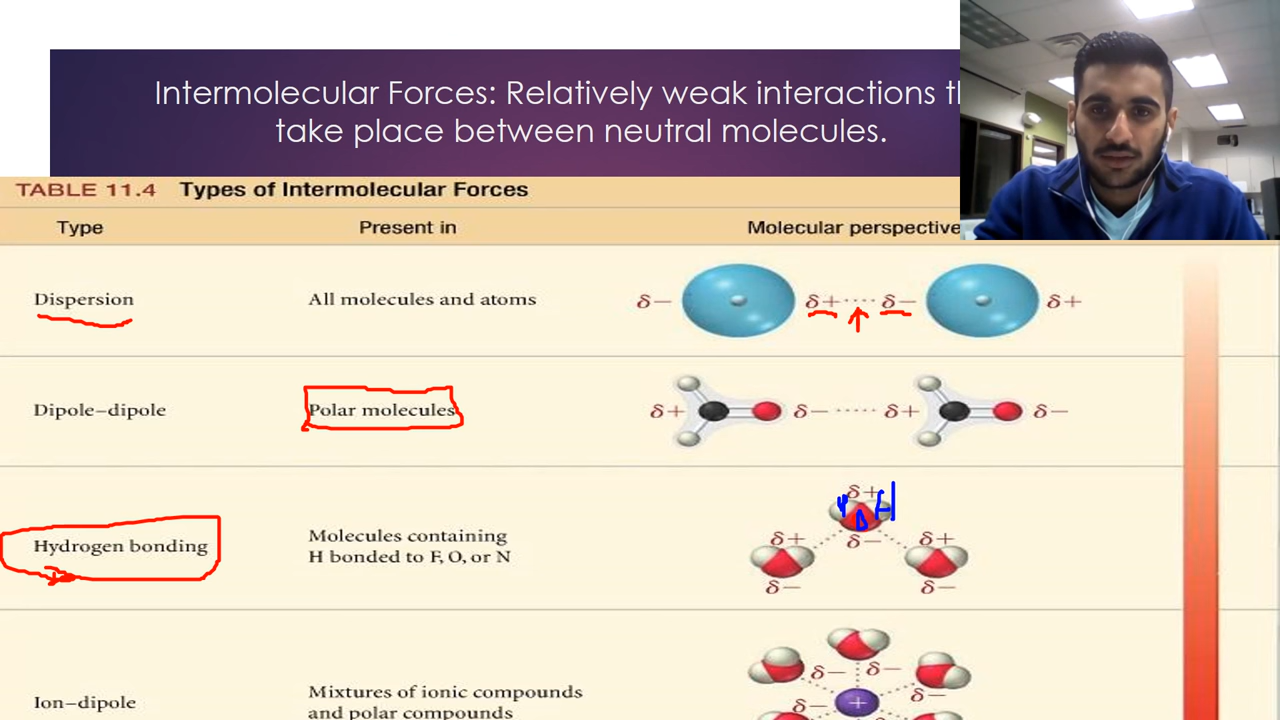 Intermolecular Forces: Relatively weak interactions
take place between neutral molecules.
TABLE 11.4 Types of Intermolecular Forces
Type Present in Molecular perspective
Dispersion All molecules and atoms δ− δ+ δ− δ+
Dipole–dipole Polar molecules δ+ δ− δ+ δ−
δ+
Hydrogen bonding Molecules containing
H bonded to F, O, or N
H
δ−
δ+ δ+
δ− δ−
Ion–dipole Mixtures of ionic compounds
and polar compounds
δ− δ−
δ− δ−
δ−
+